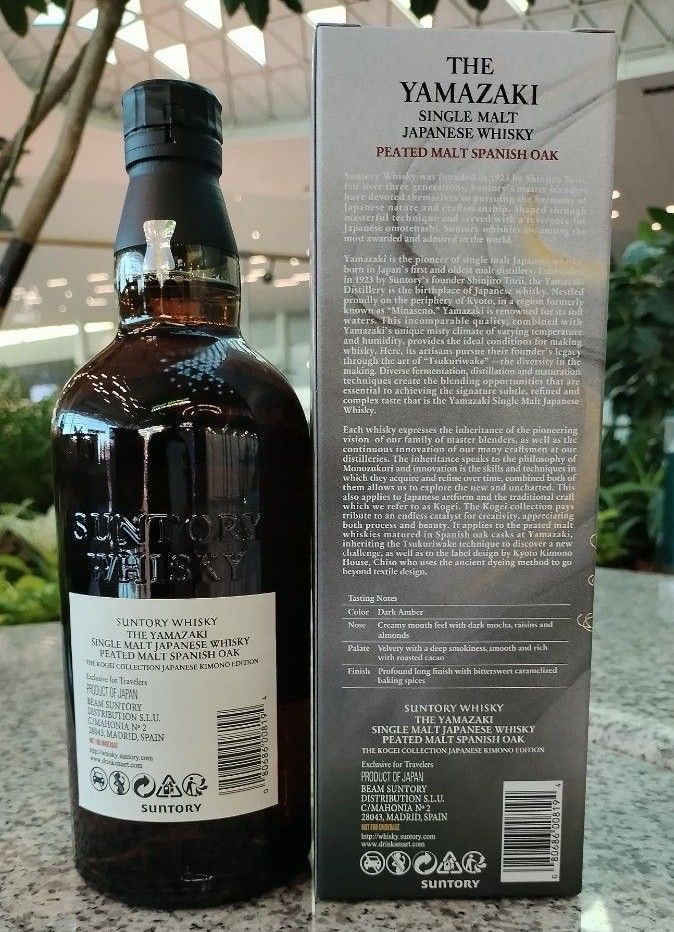 SUNTORY
WHISKY
SUNTORY WHISKY
THE YAMAZAKI
SINGLE MALT JAPANESE WHISKY
PEATED MALT SPANISH OAK
THE KOGEI COLLECTION JAPANESE KIMONO EDITION
Exclusive for Travelers
PRODUCT OF JAPAN
BEAM SUNTORY
DISTRIBUTION S.L.U.
C/MAHONIA Nº 2
28043, MADRID, SPAIN
NOT FOR UNDERAGE
http://whisky.suntory.com
www.drinksmart.com
SUNTORY
0 80686 00819 4
THE
YAMAZAKI
SINGLE MALT
JAPANESE WHISKY
PEATED MALT SPANISH OAK
Suntory Whisky was founded in 1923 by Shinjiro Torii.
For over three generations, Suntory's master blenders
have devoted themselves to pursuing the harmony of
Japanese nature and craftsmanship. Shaped through
masterful technique and served with a reverence for
Japanese omotenashi, Suntory whiskies are among the
most awarded and admired in the world.
Yamazaki is the pioneer of single malt Japanese whisky
born in Japan's first and oldest malt distillery. Established
in 1923 by Suntory's founder Shinjiro Torii, the Yamazaki
Distillery is the birthplace of Japanese whisky. Nestled
proudly on the periphery of Kyoto, in a region formerly
known as "Minaseno," Yamazaki is renowned for its soft
waters. This incomparable quality, combined with
Yamazaki's unique misty climate of varying temperature
and humidity, provides the ideal conditions for making
whisky. Here, its artisans pursue their founder's legacy
through the art of "Tsukuriwake" —the diversity in the
making. Diverse fermentation, distillation and maturation
techniques create the blending opportunities that are
essential to achieving the signature subtle, refined and
complex taste that is the Yamazaki Single Malt Japanese
Whisky.
Each whisky expresses the inheritance of the pioneering
vision of our family of master blenders, as well as the
continuous innovation of our many craftsmen at our
distilleries. The inheritance speaks to the philosophy of
Monozukuri and innovation is the skills and techniques in
which they acquire and refine over time, combined both of
them allows us to explore the new and uncharted. This
also applies to Japanese artform and the traditional craft
which we refer to as Kogei. The Kogei collection pays
tribute to an endless catalyst for creativity, appreciating
both process and beauty. It applies to the peated malt
whiskies matured in Spanish oak casks at Yamazaki,
inheriting the Tsukuriwake technique to discover a new
challenge, as well as to the label design by Kyoto Kimono
House, Chiso who uses the ancient dyeing method to go
beyond textile design.
Tasting Notes
Color Dark Amber
Nose Creamy mouth feel with dark mocha, raisins and
almonds
Palate Velvety with a deep smokiness, smooth and rich
with roasted cacao
Finish Profound long finish with bittersweet caramelized
baking spices
SUNTORY WHISKY
THE YAMAZAKI
SINGLE MALT JAPANESE WHISKY
PEATED MALT SPANISH OAK
THE KOGEI COLLECTION JAPANESE KIMONO EDITION
Exclusive for Travelers
PRODUCT OF JAPAN
BEAM SUNTORY
DISTRIBUTION S.L.U.
C/MAHONIA Nº 2
28043, MADRID, SPAIN
NOT FOR UNDERAGE
http://whisky.suntory.com
www.drinksmart.com
SUNTORY
0 80686 00819 4